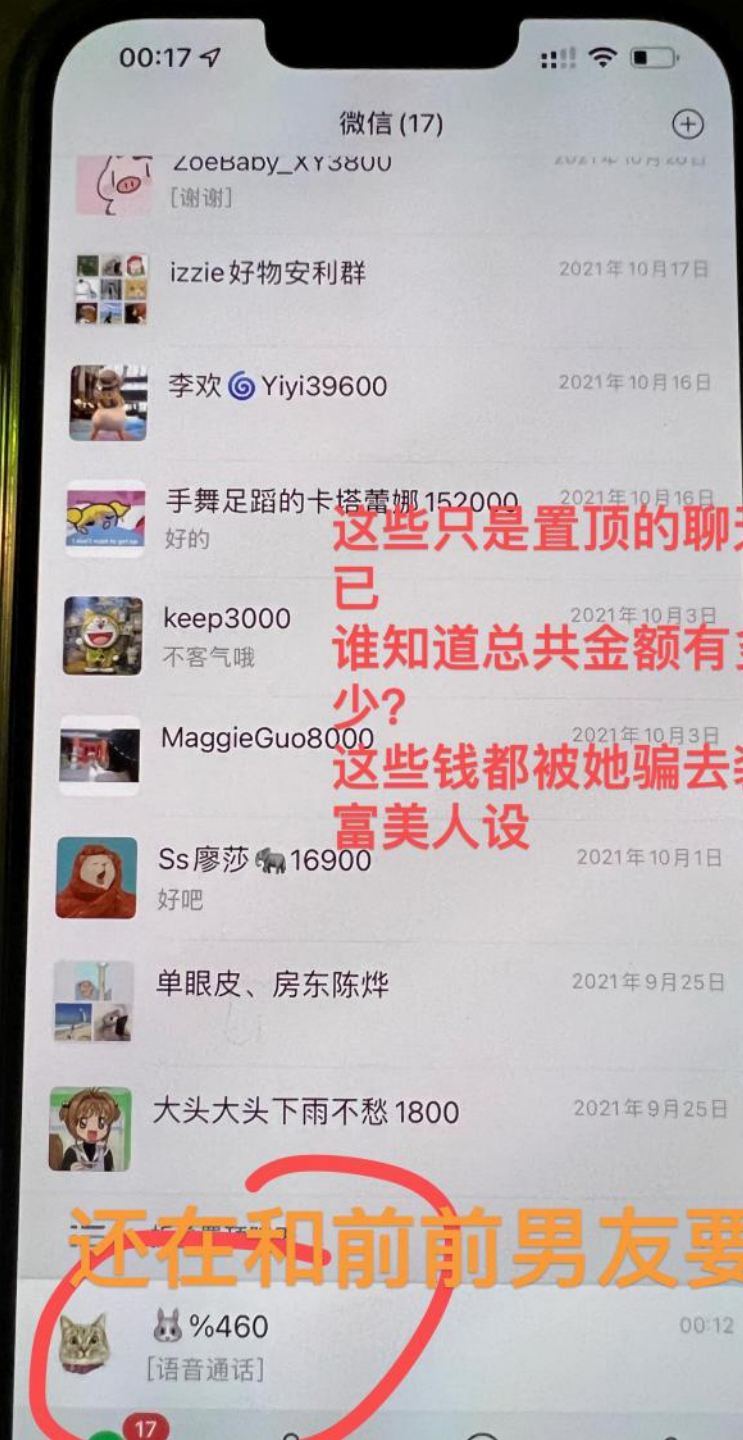 00:17
微信(17)
ZoeBaby_XY3800
[谢谢]
izzie好物安利群
2021年10月17日
李欢🌀Yiyi39600
2021年10月16日
手舞足蹈的卡塔蕾娜152000
2021年10月16日
好的
这些只是置顶的聊天
已
keep3000
2021年10月3日
不客气哦
谁知道总共金额有多
少?
MaggieGuo8000
2021年10月3日
这些钱都被她骗去装
富美人设
Ss廖莎🐘16900
2021年10月1日
好吧
单眼皮、房东陈烨
2021年9月25日
大头大头下雨不愁1800
2021年9月25日
还在和前前男友要
🐰%460
00:12
[语音通话]
17